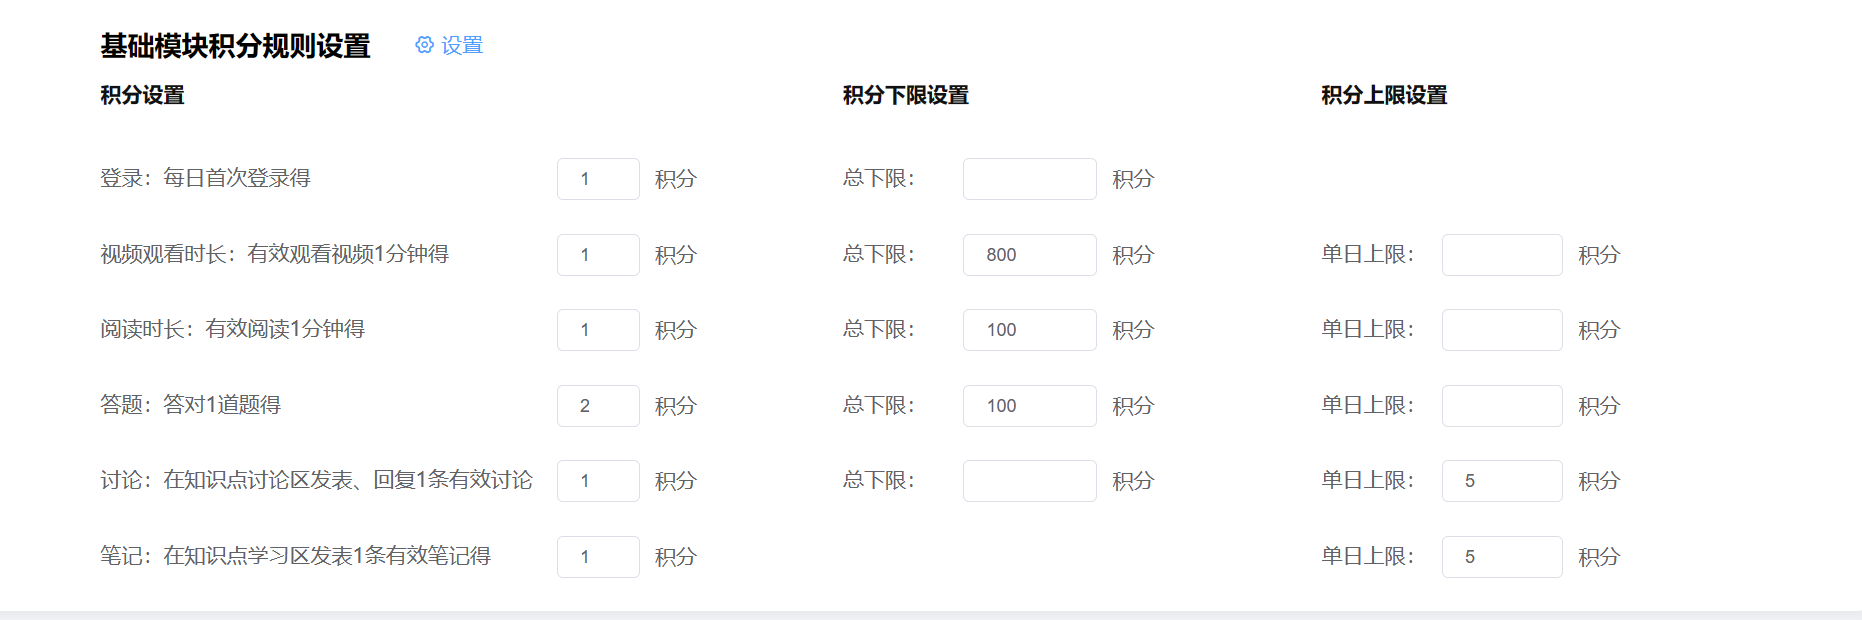 基础模块积分规则设置 设置
积分设置 积分下限设置 积分上限设置
登录：每日首次登录得 1 积分 总下限： 积分
视频观看时长：有效观看视频1分钟得 1 积分 总下限： 800 积分 单日上限： 积分
阅读时长：有效阅读1分钟得 1 积分 总下限： 100 积分 单日上限： 积分
答题：答对1道题得 2 积分 总下限： 100 积分 单日上限： 积分
讨论：在知识点讨论区发表、回复1条有效讨论 1 积分 总下限： 积分 单日上限： 5 积分
笔记：在知识点学习区发表1条有效笔记得 1 积分 单日上限： 5 积分